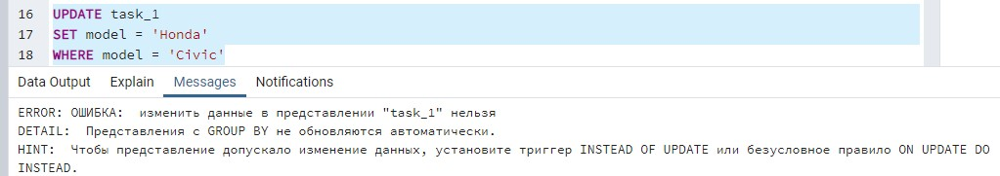 16 UPDATE task_1
17 SET model = 'Honda'
18 WHERE model = 'Civic'
Data Output Explain Messages Notifications
ERROR: ОШИБКА: изменить данные в представлении "task_1" нельзя
DETAIL: Представления с GROUP BY не обновляются автоматически.
HINT: Чтобы представление допускало изменение данных, установите триггер INSTEAD OF UPDATE или безусловное правило ON UPDATE DO
INSTEAD.